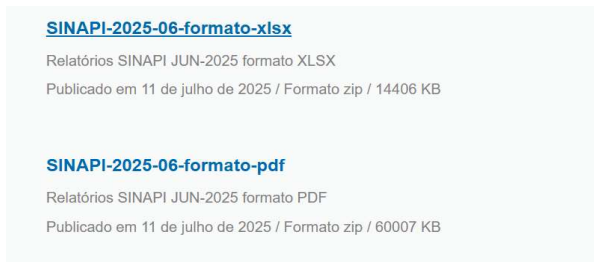 SINAPI-2025-06-formato-xlsx
Relatórios SINAPI JUN-2025 formato XLSX
Publicado em 11 de julho de 2025 / Formato zip / 14406 KB
SINAPI-2025-06-formato-pdf
Relatórios SINAPI JUN-2025 formato PDF
Publicado em 11 de julho de 2025 / Formato zip / 60007 KB